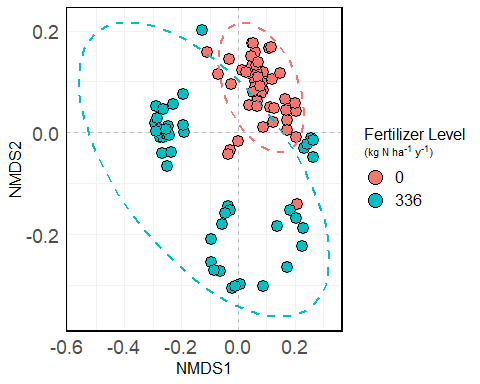 0.2
0.0
-0.2
NMDS2
-0.6
-0.4
-0.2
0.0
0.2
NMDS1
Fertilizer Level
(kg N ha⁻¹ y⁻¹)
0
336